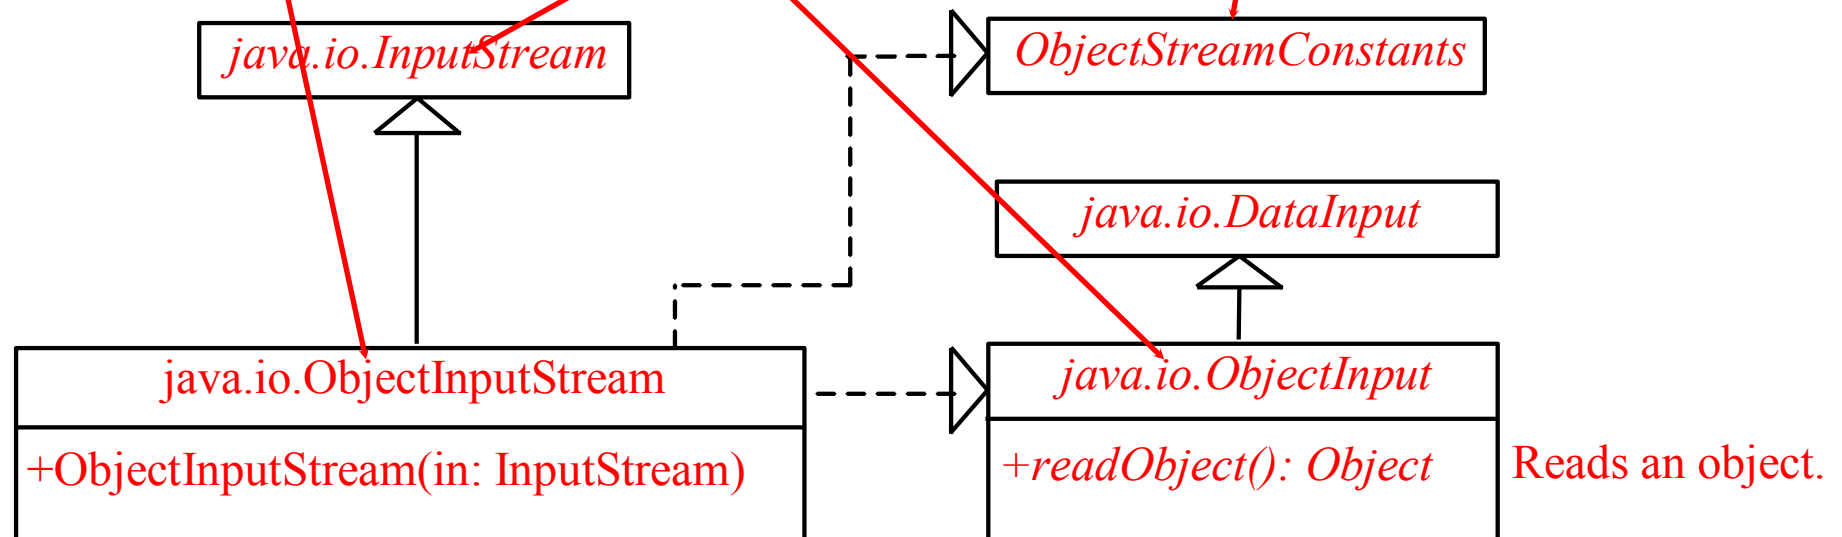 java.io.InputStream
ObjectStreamConstants
java.io.DataInput
java.io.ObjectInputStream
java.io.ObjectInput
+ObjectInputStream(in: InputStream)
+readObject(): Object
Reads an object.